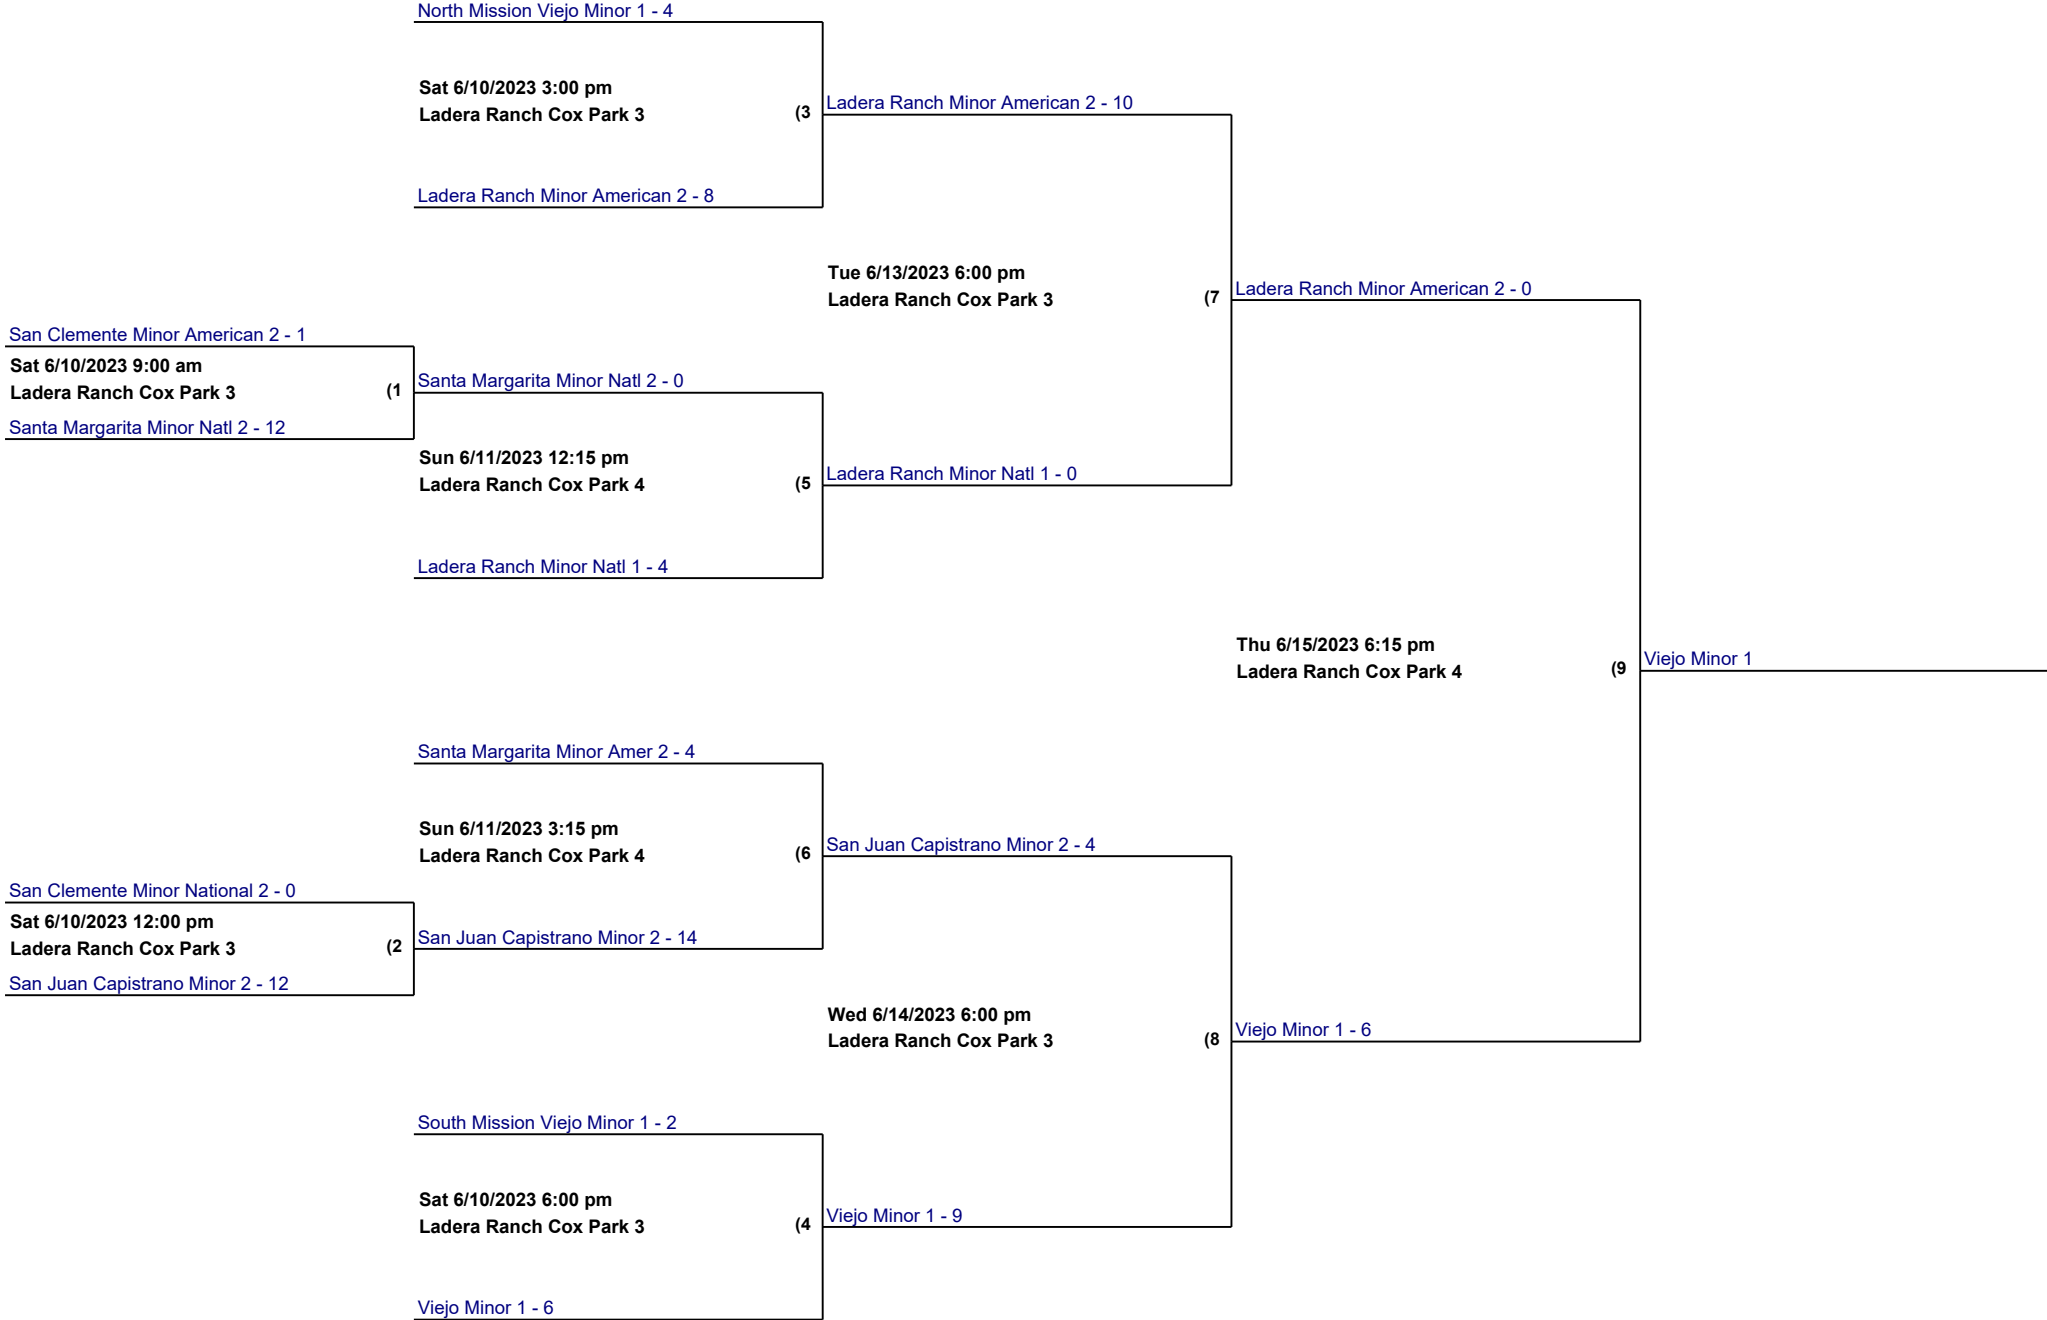 North Mission Viejo Minor 1 - 4
Sat 6/10/2023 3:00 pm
Ladera Ranch Cox Park 3
(3
Ladera Ranch Minor American 2 - 10
Ladera Ranch Minor American 2 - 8
Tue 6/13/2023 6:00 pm
Ladera Ranch Cox Park 3
(7
Ladera Ranch Minor American 2 - 0
San Clemente Minor American 2 - 1
Sat 6/10/2023 9:00 am
Ladera Ranch Cox Park 3
(1
Santa Margarita Minor Natl 2 - 0
Santa Margarita Minor Natl 2 - 12
Sun 6/11/2023 12:15 pm
Ladera Ranch Cox Park 4
(5
Ladera Ranch Minor Natl 1 - 0
Ladera Ranch Minor Natl 1 - 4
Thu 6/15/2023 6:15 pm
Ladera Ranch Cox Park 4
(9
Viejo Minor 1
Santa Margarita Minor Amer 2 - 4
Sun 6/11/2023 3:15 pm
Ladera Ranch Cox Park 4
(6
San Juan Capistrano Minor 2 - 4
San Clemente Minor National 2 - 0
Sat 6/10/2023 12:00 pm
Ladera Ranch Cox Park 3
(2
San Juan Capistrano Minor 2 - 14
San Juan Capistrano Minor 2 - 12
Wed 6/14/2023 6:00 pm
Ladera Ranch Cox Park 3
(8
Viejo Minor 1 - 6
South Mission Viejo Minor 1 - 2
Sat 6/10/2023 6:00 pm
Ladera Ranch Cox Park 3
(4
Viejo Minor 1 - 9
Viejo Minor 1 - 6